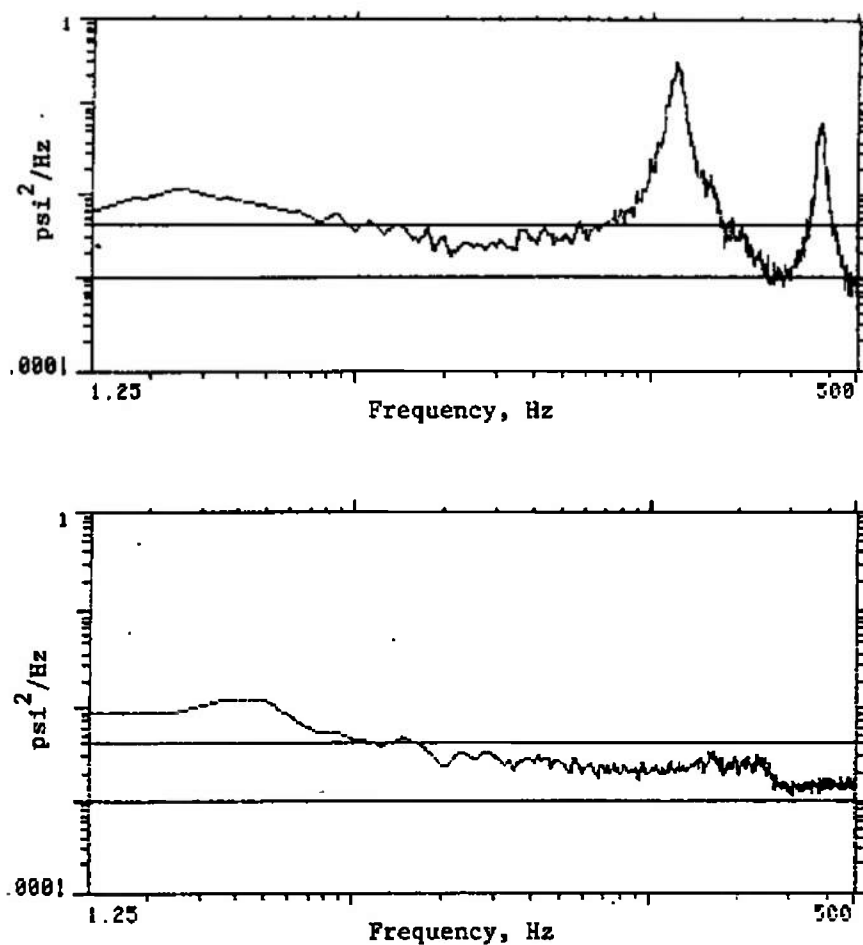 1
psi²/Hz
.0001
1.25
500
Frequency, Hz
1
psi²/Hz
.0001
1.25
500
Frequency, Hz